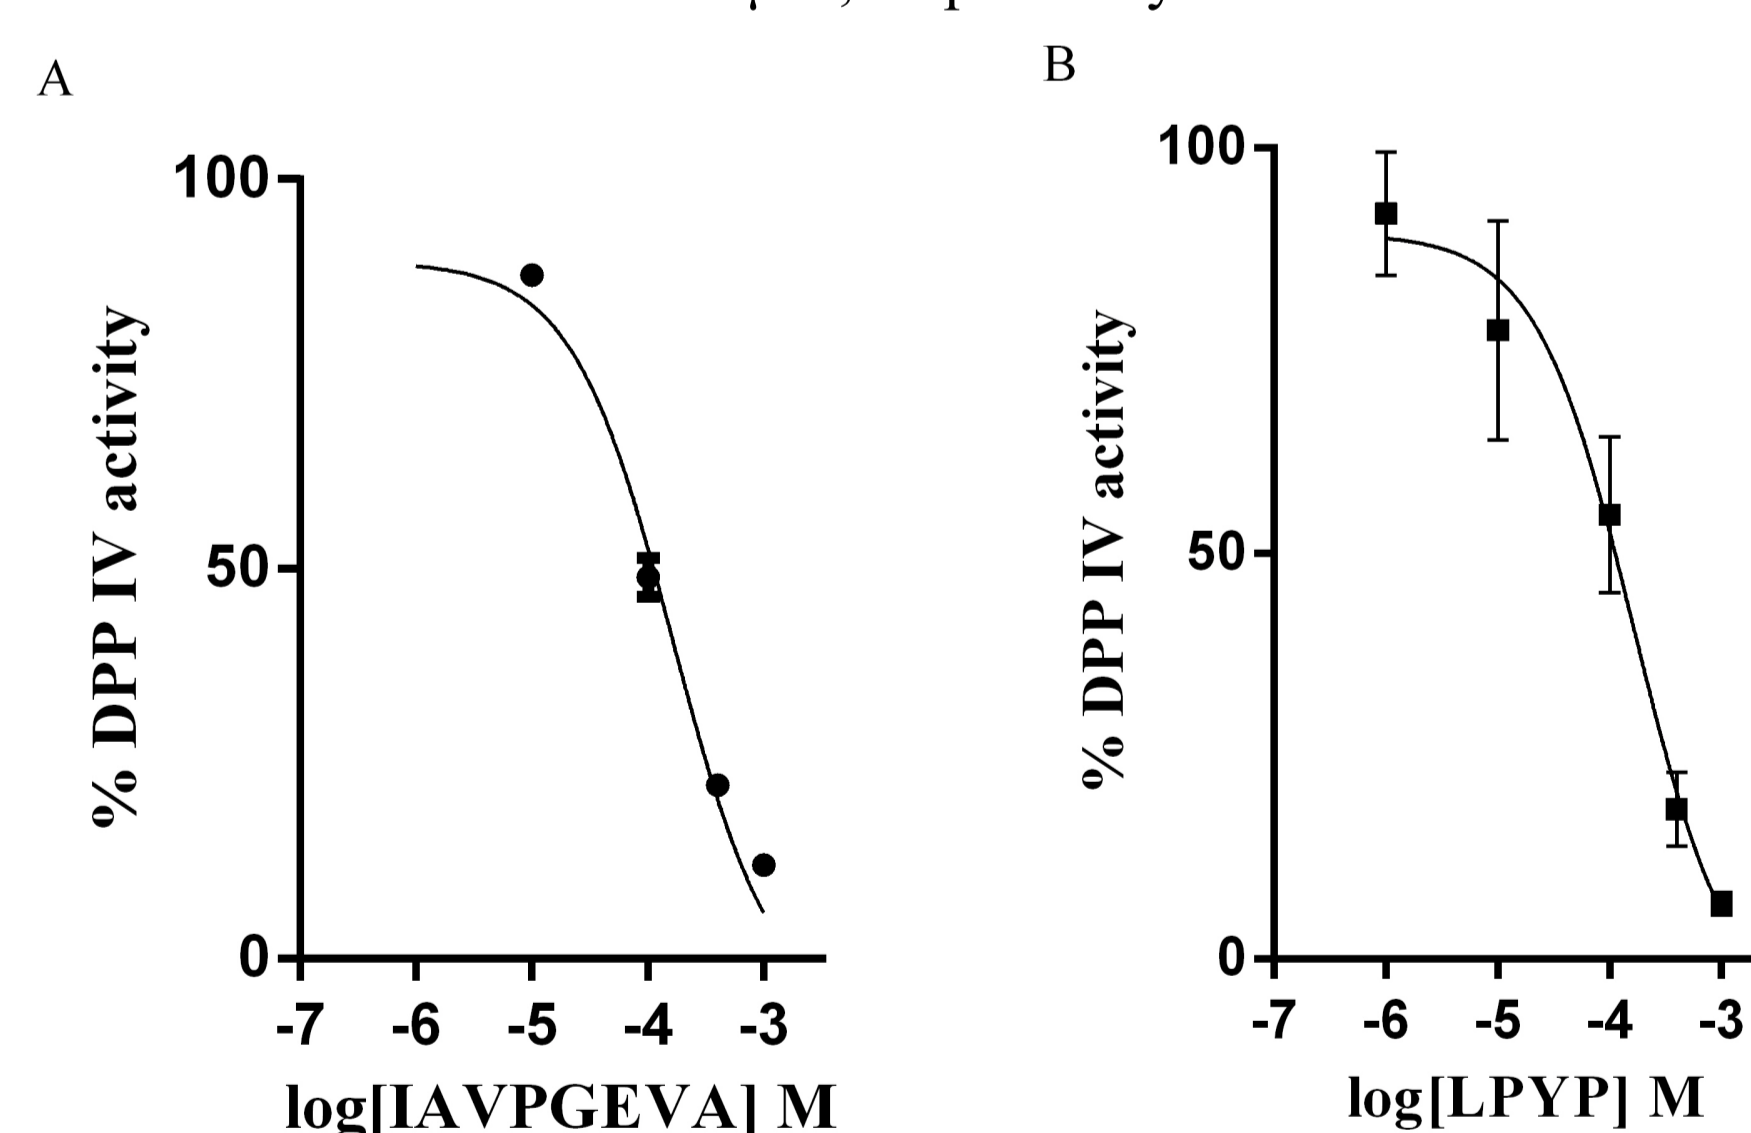 A
100
50
0
-7 -6 -5 -4 -3
% DPP IV activity
log[IAVPGEVA] M
B
100
50
0
-7 -6 -5 -4 -3
% DPP IV activity
log[LPYP] M